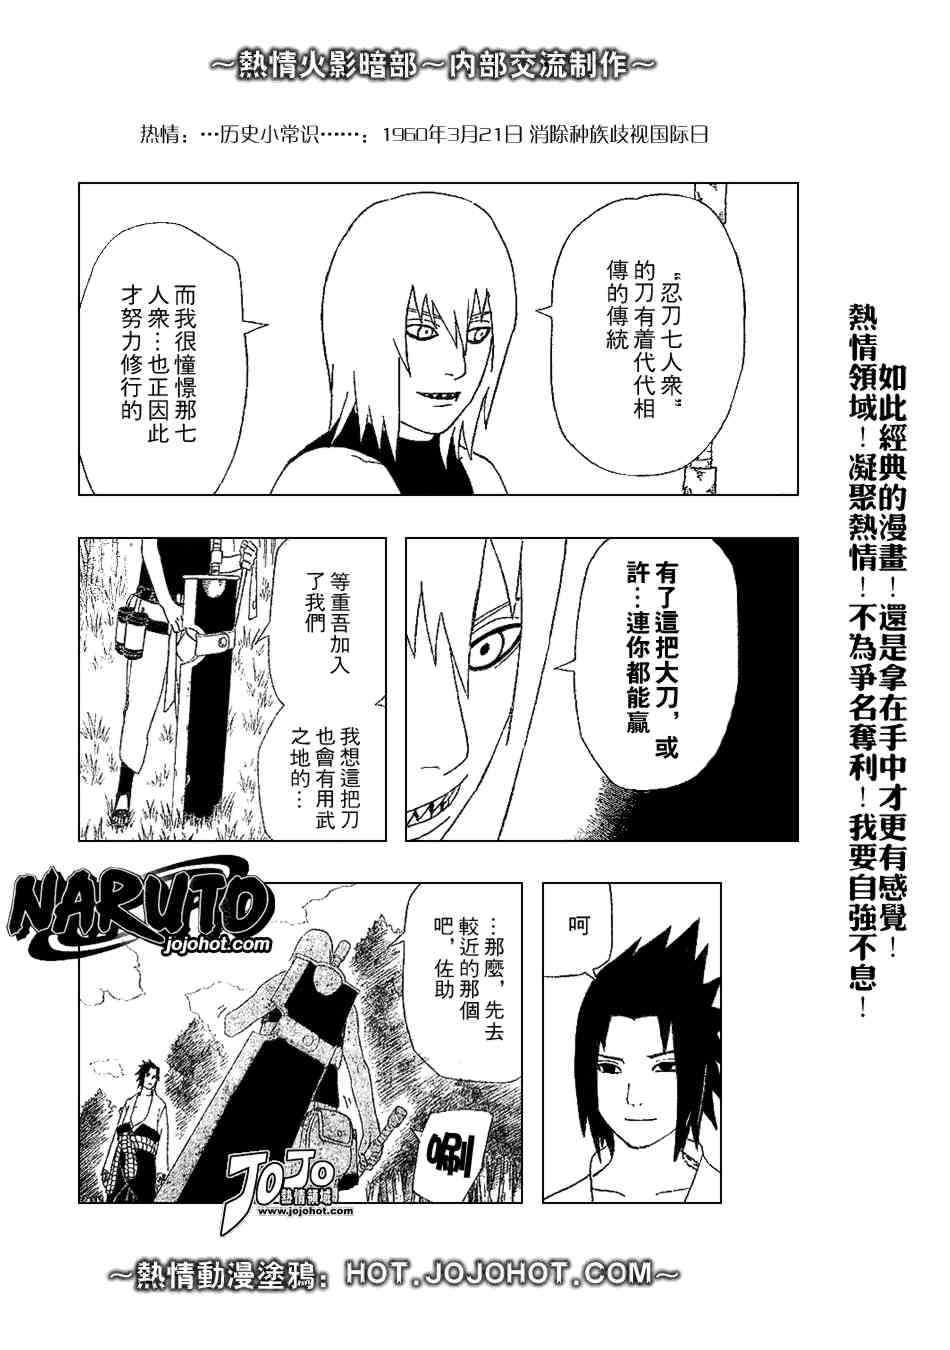 ～熱情火影暗部～内部交流制作～
热情：…历史小常识……：1960年3月21日 消除种族歧视国际日
“忍刀七人衆”
的刀有着代代相
傳的傳統
而我很憧憬那七
人衆…也正因此
才努力修行的
有了這把大刀，或
許…連你都能贏
等重吾加入
了我們
我想這把刀
也會有用武
之地的…
呵
…那麼，先去
較近的那個
吧，佐助
唰
如此經典的漫畫！還是拿在手中才更有感覺！
熱情領域！凝聚熱情！不為爭名奪利！我要自強不息！
NARUTO
jojohot.com
JOJO
熱情領域
www.jojohot.com
～熱情動漫塗鴉：HOT.JOJOHOT.COM～